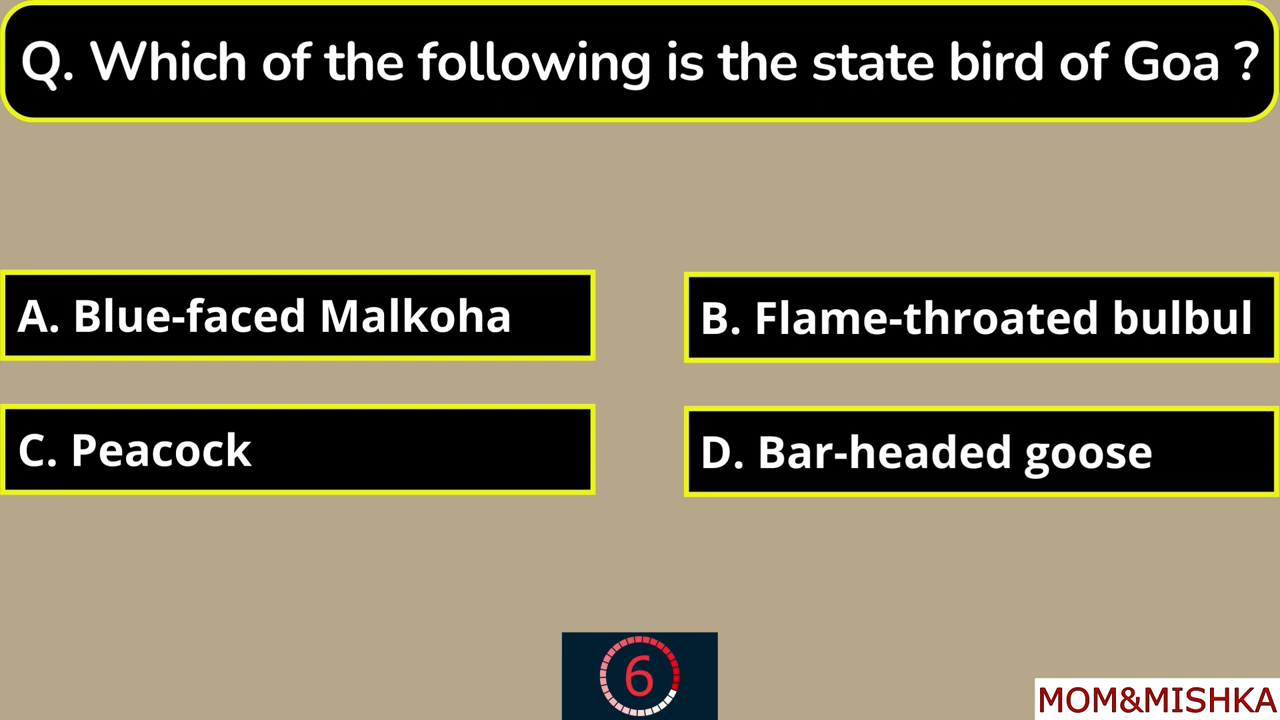 Q. Which of the following is the state bird of Goa ?
A. Blue-faced Malkoha
B. Flame-throated bulbul
C. Peacock
D. Bar-headed goose
6
MOM&MISHKA